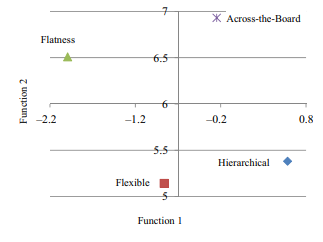 7
Across-the-Board
Flatness
6.5
Function 2
6
−2.2 −1.2 −0.2 0.8
5.5
Hierarchical
Flexible
5
Function 1